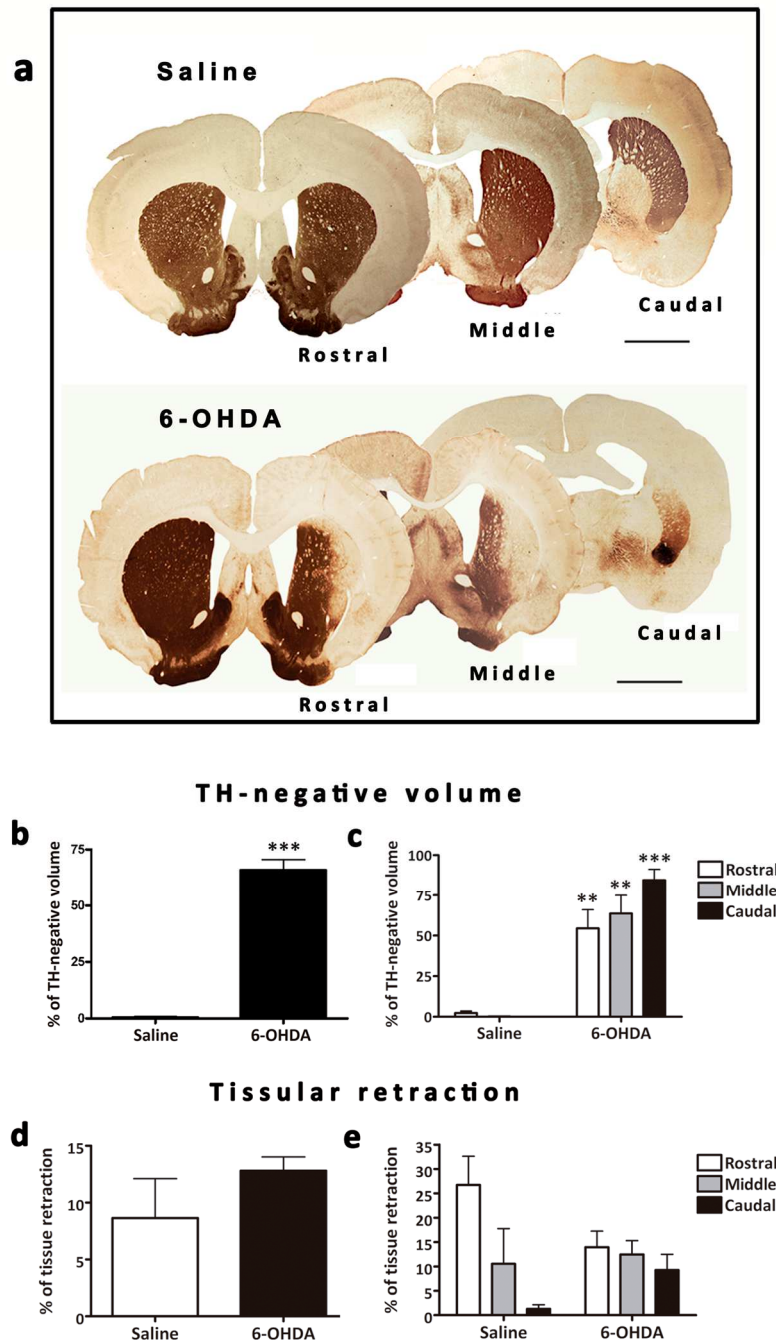 a
Saline
Rostral
Middle
Caudal
6-OHDA
Rostral
Middle
Caudal
TH-negative volume
b
% of TH-negative volume
75
50
25
0
***
Saline
6-OHDA
c
% of TH-negative volume
100
75
50
25
0
**
**
***
Saline
6-OHDA
Rostral
Middle
Caudal
Tissular retraction
d
% of tissue retraction
15
10
5
0
Saline
6-OHDA
e
% of tissue retraction
35
30
25
20
15
10
5
0
Saline
6-OHDA
Rostral
Middle
Caudal